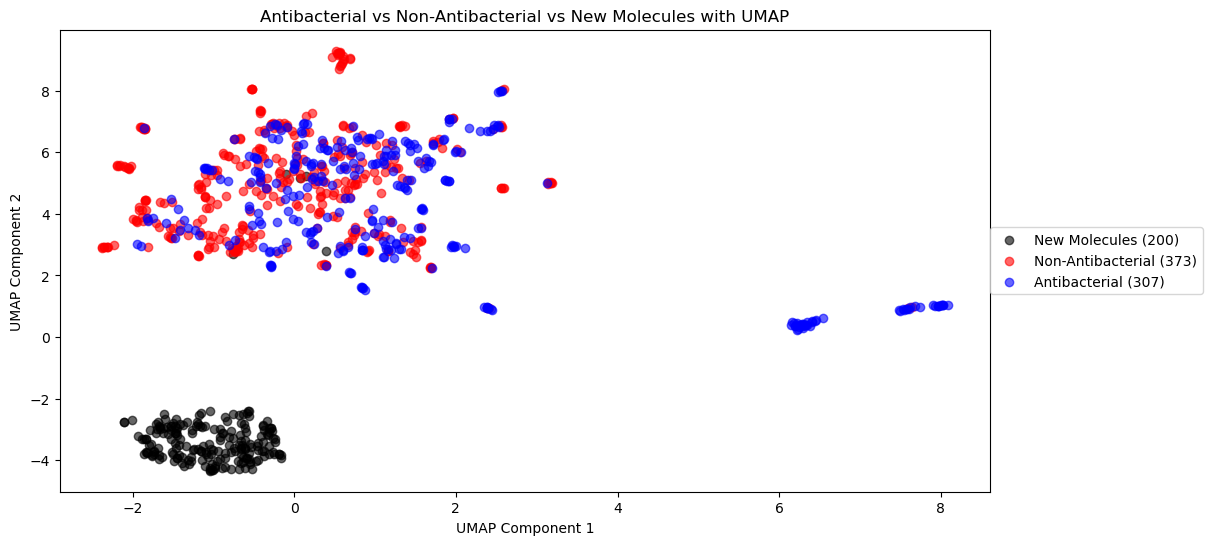 Antibacterial vs Non-Antibacterial vs New Molecules with UMAP
UMAP Component 2
8
6
4
2
0
−2
−4
New Molecules (200)
Non-Antibacterial (373)
Antibacterial (307)
−2 0 2 4 6 8
UMAP Component 1